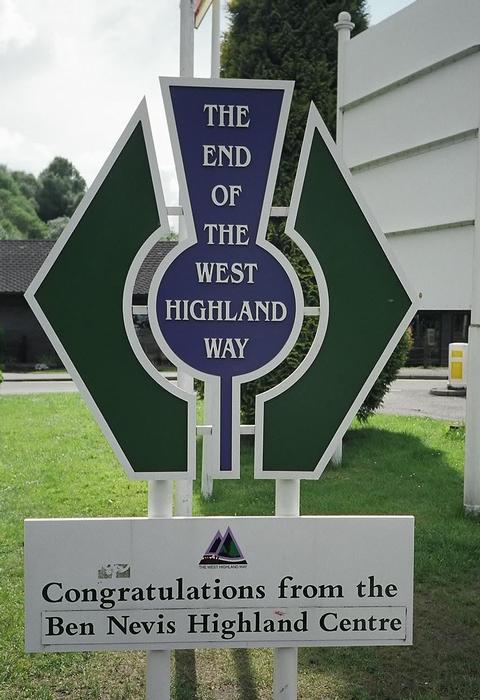 THE
END
OF
THE
WEST
HIGHLAND
WAY
THE WEST HIGHLAND WAY
Congratulations from the
Ben Nevis Highland Centre